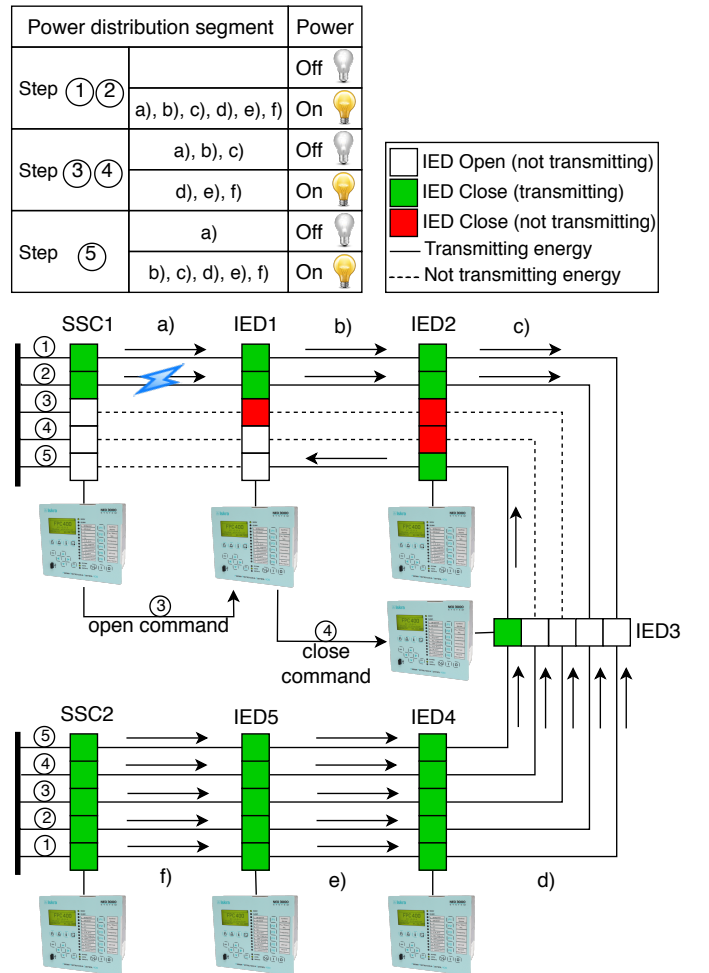 Power distribution segment Power
Step 1 2
Off
a), b), c), d), e), f) On
Step 3 4
a), b), c) Off
d), e), f) On
Step 5
a) Off
b), c), d), e), f) On
IED Open (not transmitting)
IED Close (transmitting)
IED Close (not transmitting)
Transmitting energy
Not transmitting energy
SSC1 a) IED1 b) IED2 c)
1
2
3
4
5
3
open command
4
close
command
IED3
SSC2 IED5 IED4
5
4
3
2
1
f) e) d)